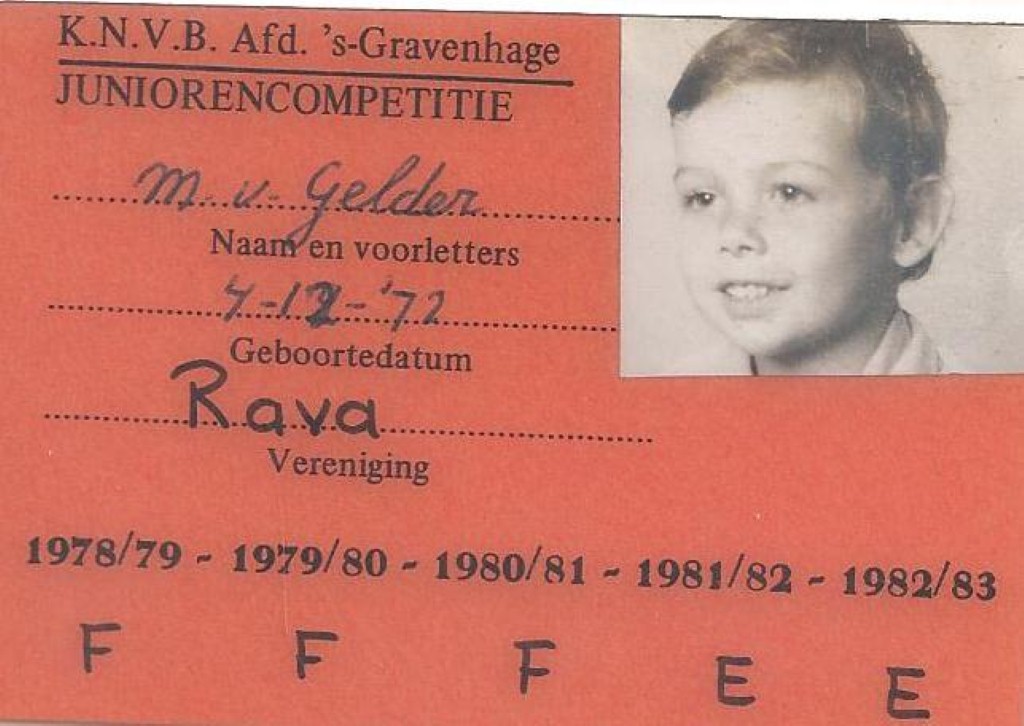 K.N.V.B. Afd. 's-Gravenhage
JUNIORENCOMPETITIE
M. v. Gelder
Naam en voorletters
4-12-'72
Geboortedatum
Rava
Vereniging
1978/79 - 1979/80 - 1980/81 - 1981/82 - 1982/83
F F F E E